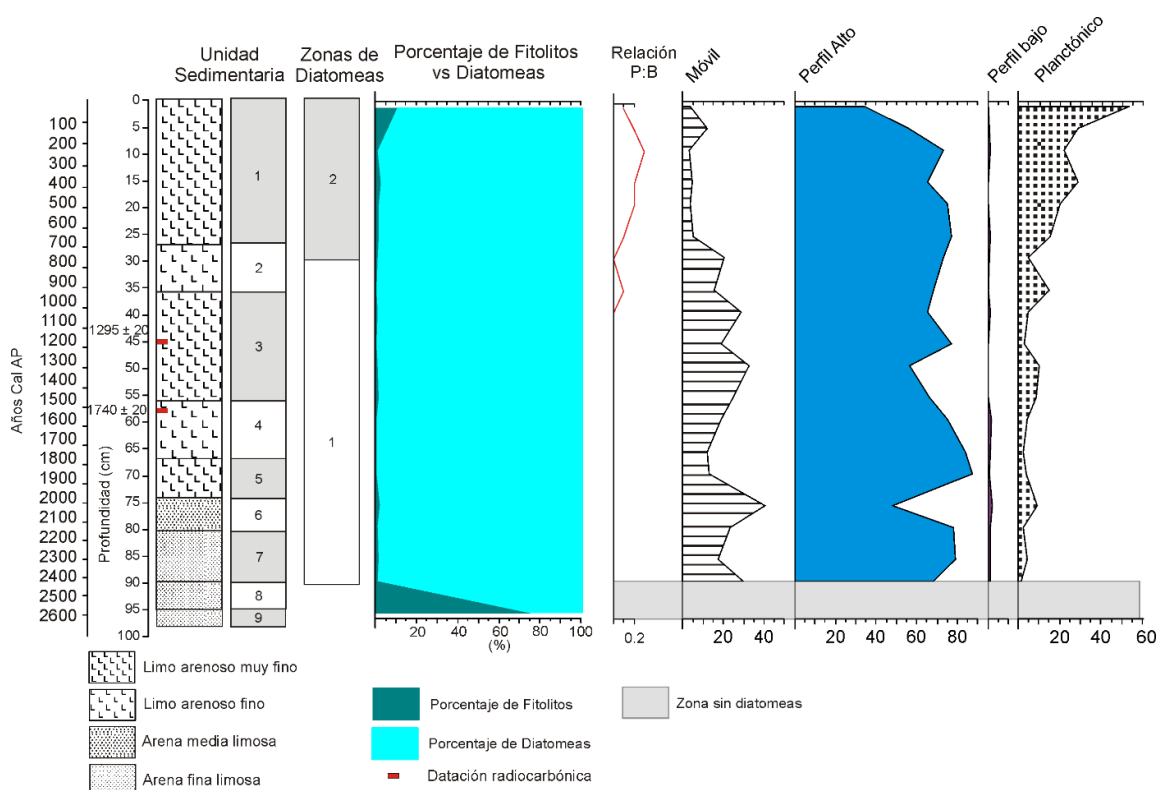 Unidad
Sedimentaria
Zonas de
Diatomeas
Porcentaje de Fitolitos
vs Diatomeas
Relación
P:B
Móvil
Perfil Alto
Perfil bajo
Planctónico
Años Cal AP
100
200
300
400
500
600
700
800
900
1000
1100
1200
1300
1400
1500
1600
1700
1800
1900
2000
2100
2200
2300
2400
2500
2600
1295 ± 20
1740 ± 20
Profundidad (cm)
0
5
10
15
20
25
30
35
40
45
50
55
60
65
70
75
80
85
90
95
100
1
2
3
4
5
6
7
8
9
2
1
20 40 60 80 100
(%)
0.2
0 20 40
0 20 40 60 80
0 20 40 60
Limo arenoso muy fino
Limo arenoso fino
Arena media limosa
Arena fina limosa
Porcentaje de Fitolitos
Porcentaje de Diatomeas
Datación radiocarbónica
Zona sin diatomeas